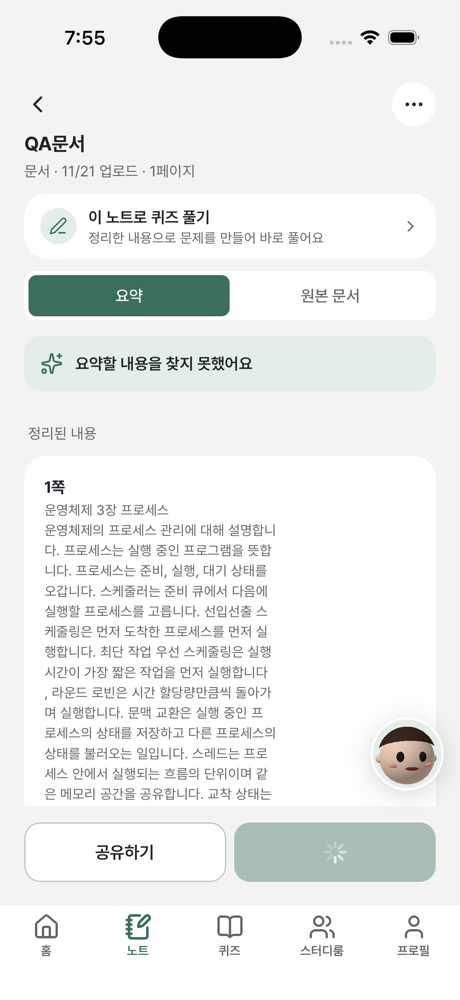 7:55
QA문서
문서 · 11/21 업로드 · 1페이지
이 노트로 퀴즈 풀기
정리한 내용으로 문제를 만들어 바로 풀어요
요약
원본 문서
요약할 내용을 찾지 못했어요
정리된 내용
1쪽
운영체제 3장 프로세스
운영체제의 프로세스 관리에 대해 설명합니
다. 프로세스는 실행 중인 프로그램을 뜻합
니다. 프로세스는 준비, 실행, 대기 상태를
오갑니다. 스케줄러는 준비 큐에서 다음에
실행할 프로세스를 고릅니다. 선입선출 스
케줄링은 먼저 도착한 프로세스를 먼저 실
행합니다. 최단 작업 우선 스케줄링은 실행
시간이 가장 짧은 작업을 먼저 실행합니다
, 라운드 로빈은 시간 할당량만큼씩 돌아가
며 실행합니다. 문맥 교환은 실행 중인 프
로세스의 상태를 저장하고 다른 프로세스의
상태를 불러오는 일입니다. 스레드는 프로
세스 안에서 실행되는 흐름의 단위이며 같
은 메모리 공간을 공유합니다. 교착 상태는
공유하기
홈
노트
퀴즈
스터디룸
프로필